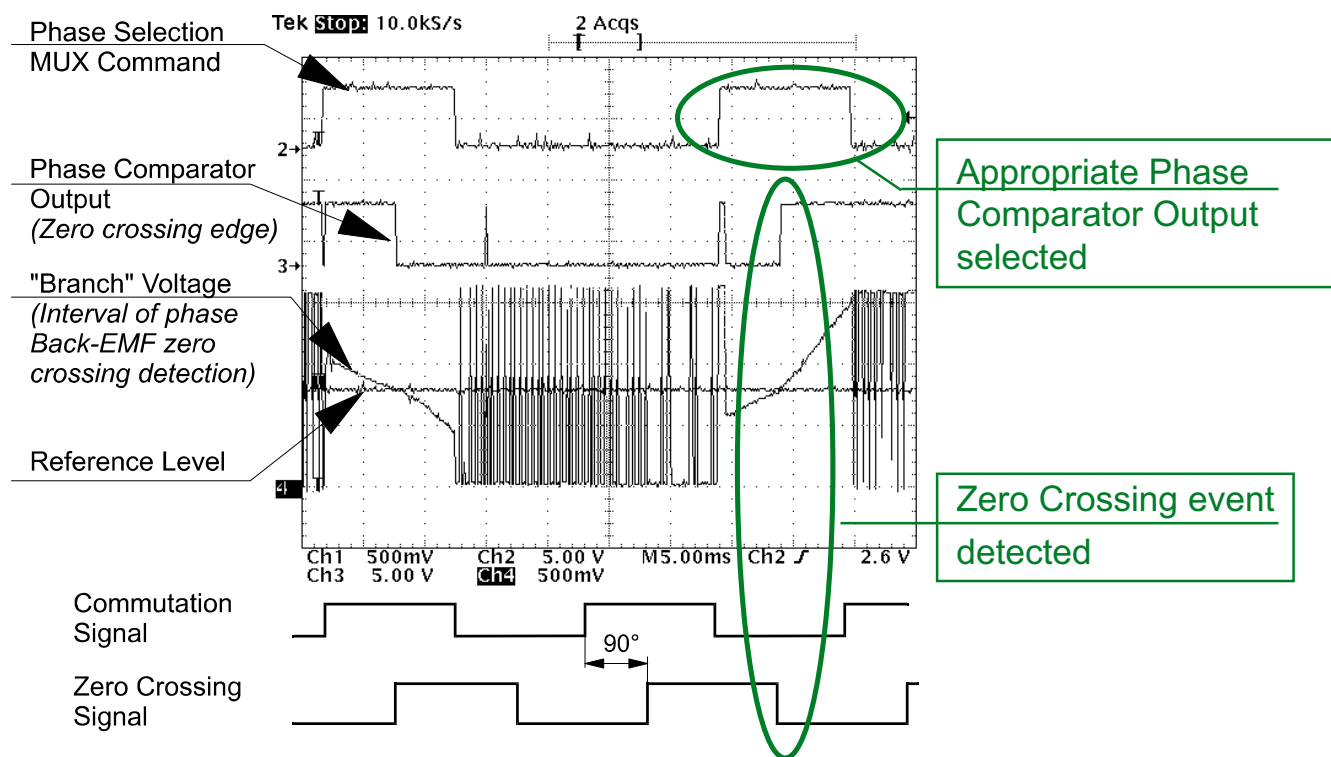 Tek Stop: 10.0kS/s
2 Acqs
Phase Selection
MUX Command
2
Phase Comparator
Output
(Zero crossing edge)
3
"Branch" Voltage
(Interval of phase
Back-EMF zero
crossing detection)
Reference Level
4
Appropriate Phase
Comparator Output
selected
Zero Crossing event
detected
Ch1 500mV Ch2 5.00 V M5.00ms Ch2 2.6 V
Ch3 5.00 V Ch4 500mV
Commutation
Signal
90°
Zero Crossing
Signal